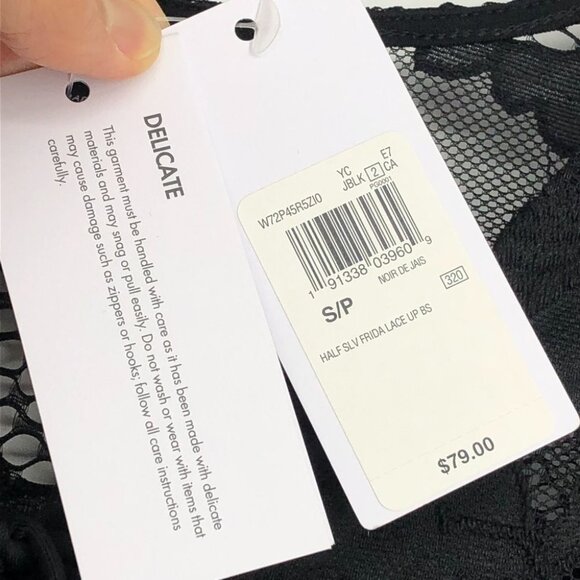 DELICATE
This garment must be handled with care as it has been made with delicate
materials and may snag or pull easily. Do not wash or wear with items that
may cause damage such as zippers or hooks; follow all care instructions
carefully.
YC E7
W72P45R5ZI0 JBLK 2 CA
PG0001
1 91338 03960 9
S/P NOIR DE JAIS
320
HALF SLV FRIDA LACE UP BS
$79.00